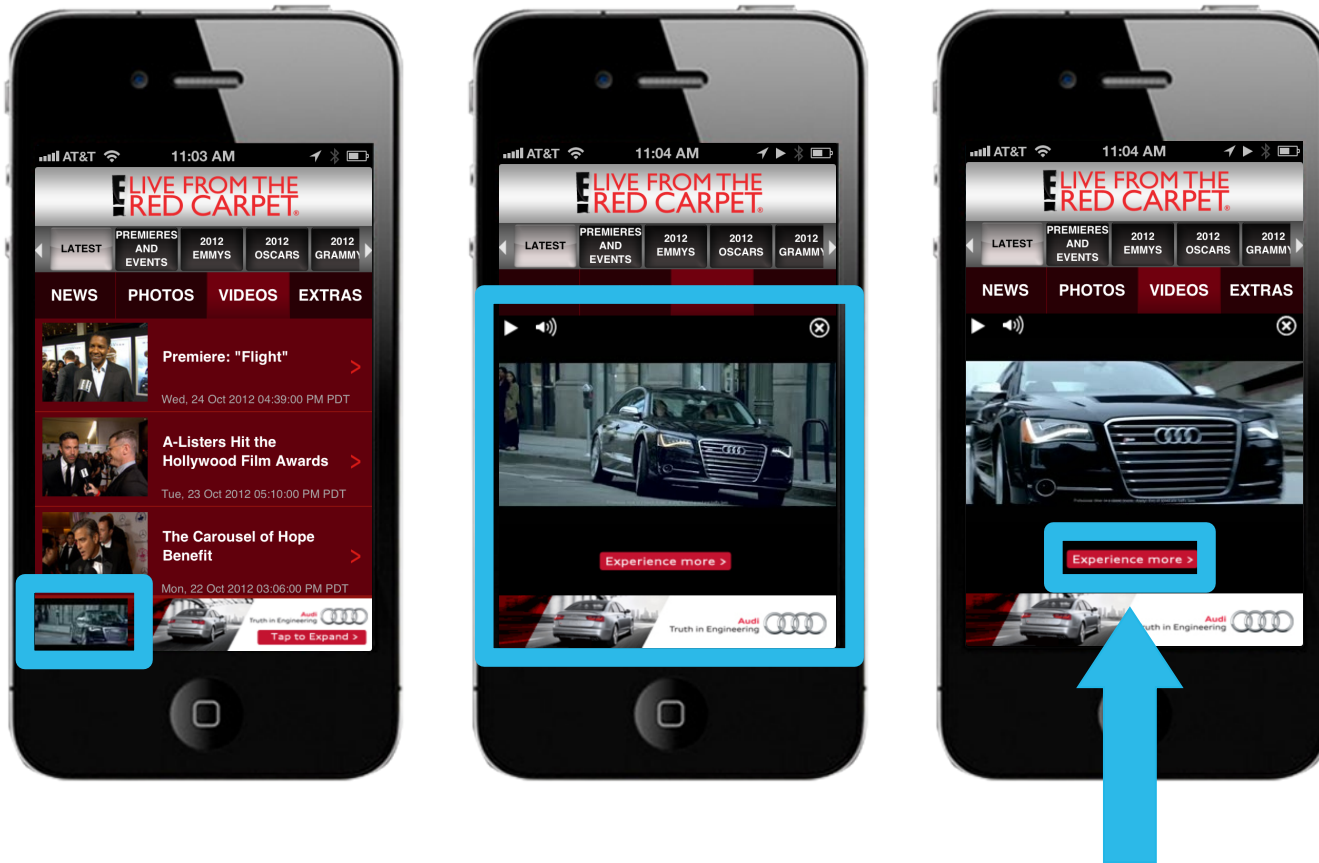 AT&T 11:03 AM
E! LIVE FROM THE
RED CARPET®
LATEST
PREMIERES
AND
EVENTS
2012
EMMYS
2012
OSCARS
2012
GRAMMY
NEWS PHOTOS VIDEOS EXTRAS
Premiere: "Flight"
>
Wed, 24 Oct 2012 04:39:00 PM PDT
A-Listers Hit the
Hollywood Film Awards
>
Tue, 23 Oct 2012 05:10:00 PM PDT
The Carousel of Hope
Benefit
>
Mon, 22 Oct 2012 03:06:00 PM PDT
Audi
Truth in Engineering
Tap to Expand >
AT&T 11:04 AM
E! LIVE FROM THE
RED CARPET®
LATEST
PREMIERES
AND
EVENTS
2012
EMMYS
2012
OSCARS
2012
GRAMMY
Experience more >
Audi
Truth in Engineering
AT&T 11:04 AM
E! LIVE FROM THE
RED CARPET®
LATEST
PREMIERES
AND
EVENTS
2012
EMMYS
2012
OSCARS
2012
GRAMMY
NEWS PHOTOS VIDEOS EXTRAS
Experience more >
Audi
uth in Engineering